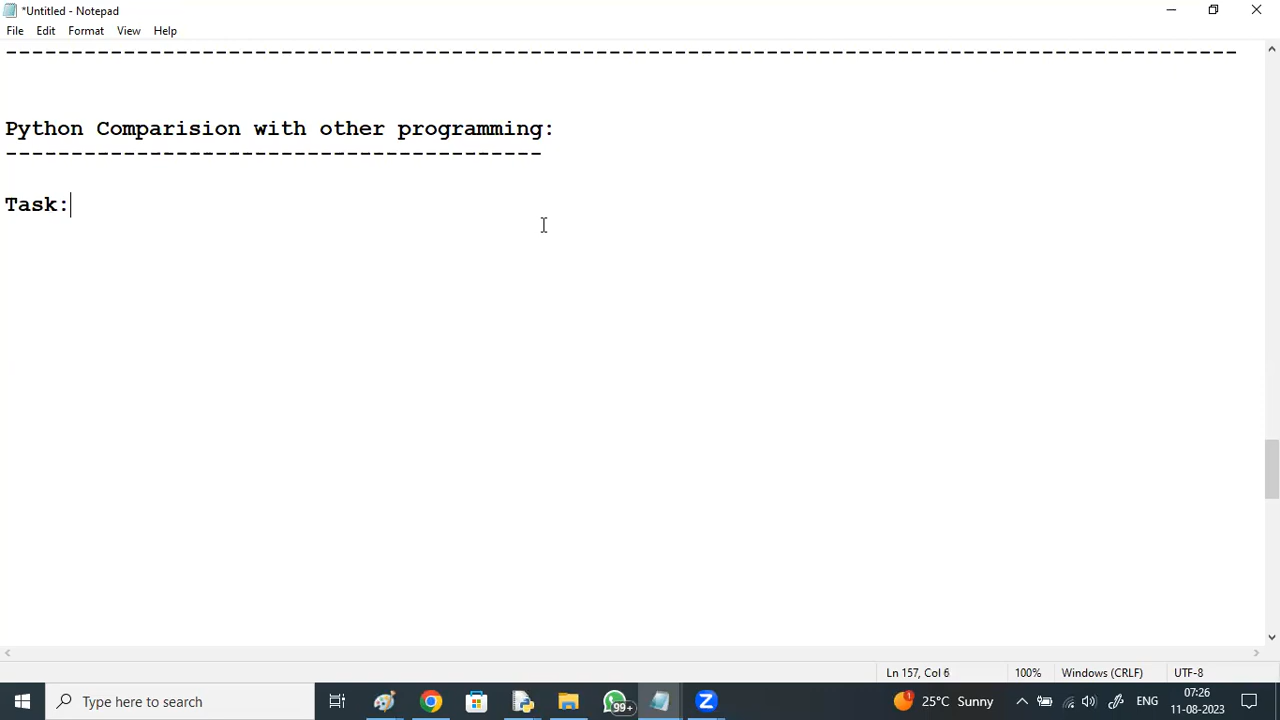 *Untitled - Notepad
File Edit Format View Help
----------------------------------------------------------------------------------------------
Python Comparision with other programming:
-----------------------------------------
Task:
Ln 157, Col 6 100% Windows (CRLF) UTF-8
Type here to search
99+
1 25°C Sunny
ENG
07:26
11-08-2023